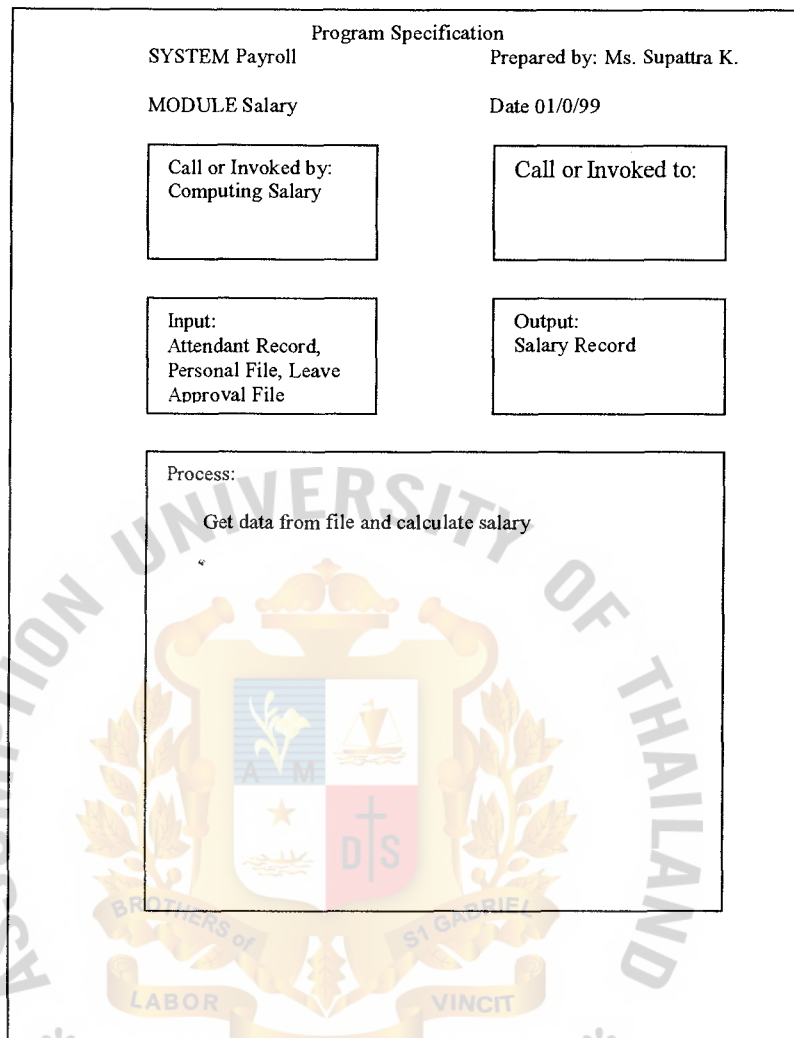 Program Specification
SYSTEM Payroll Prepared by: Ms. Supattra K.
MODULE Salary Date 01/0/99
Call or Invoked by:
Computing Salary
Call or Invoked to:
Input:
Attendant Record,
Personal File, Leave
Approval File
Output:
Salary Record
Process:
Get data from file and calculate salary
UNIVERSITY OF THAILAND
A M
D S
BROTHERS of S1 GABRIEL
LABOR VINCIT